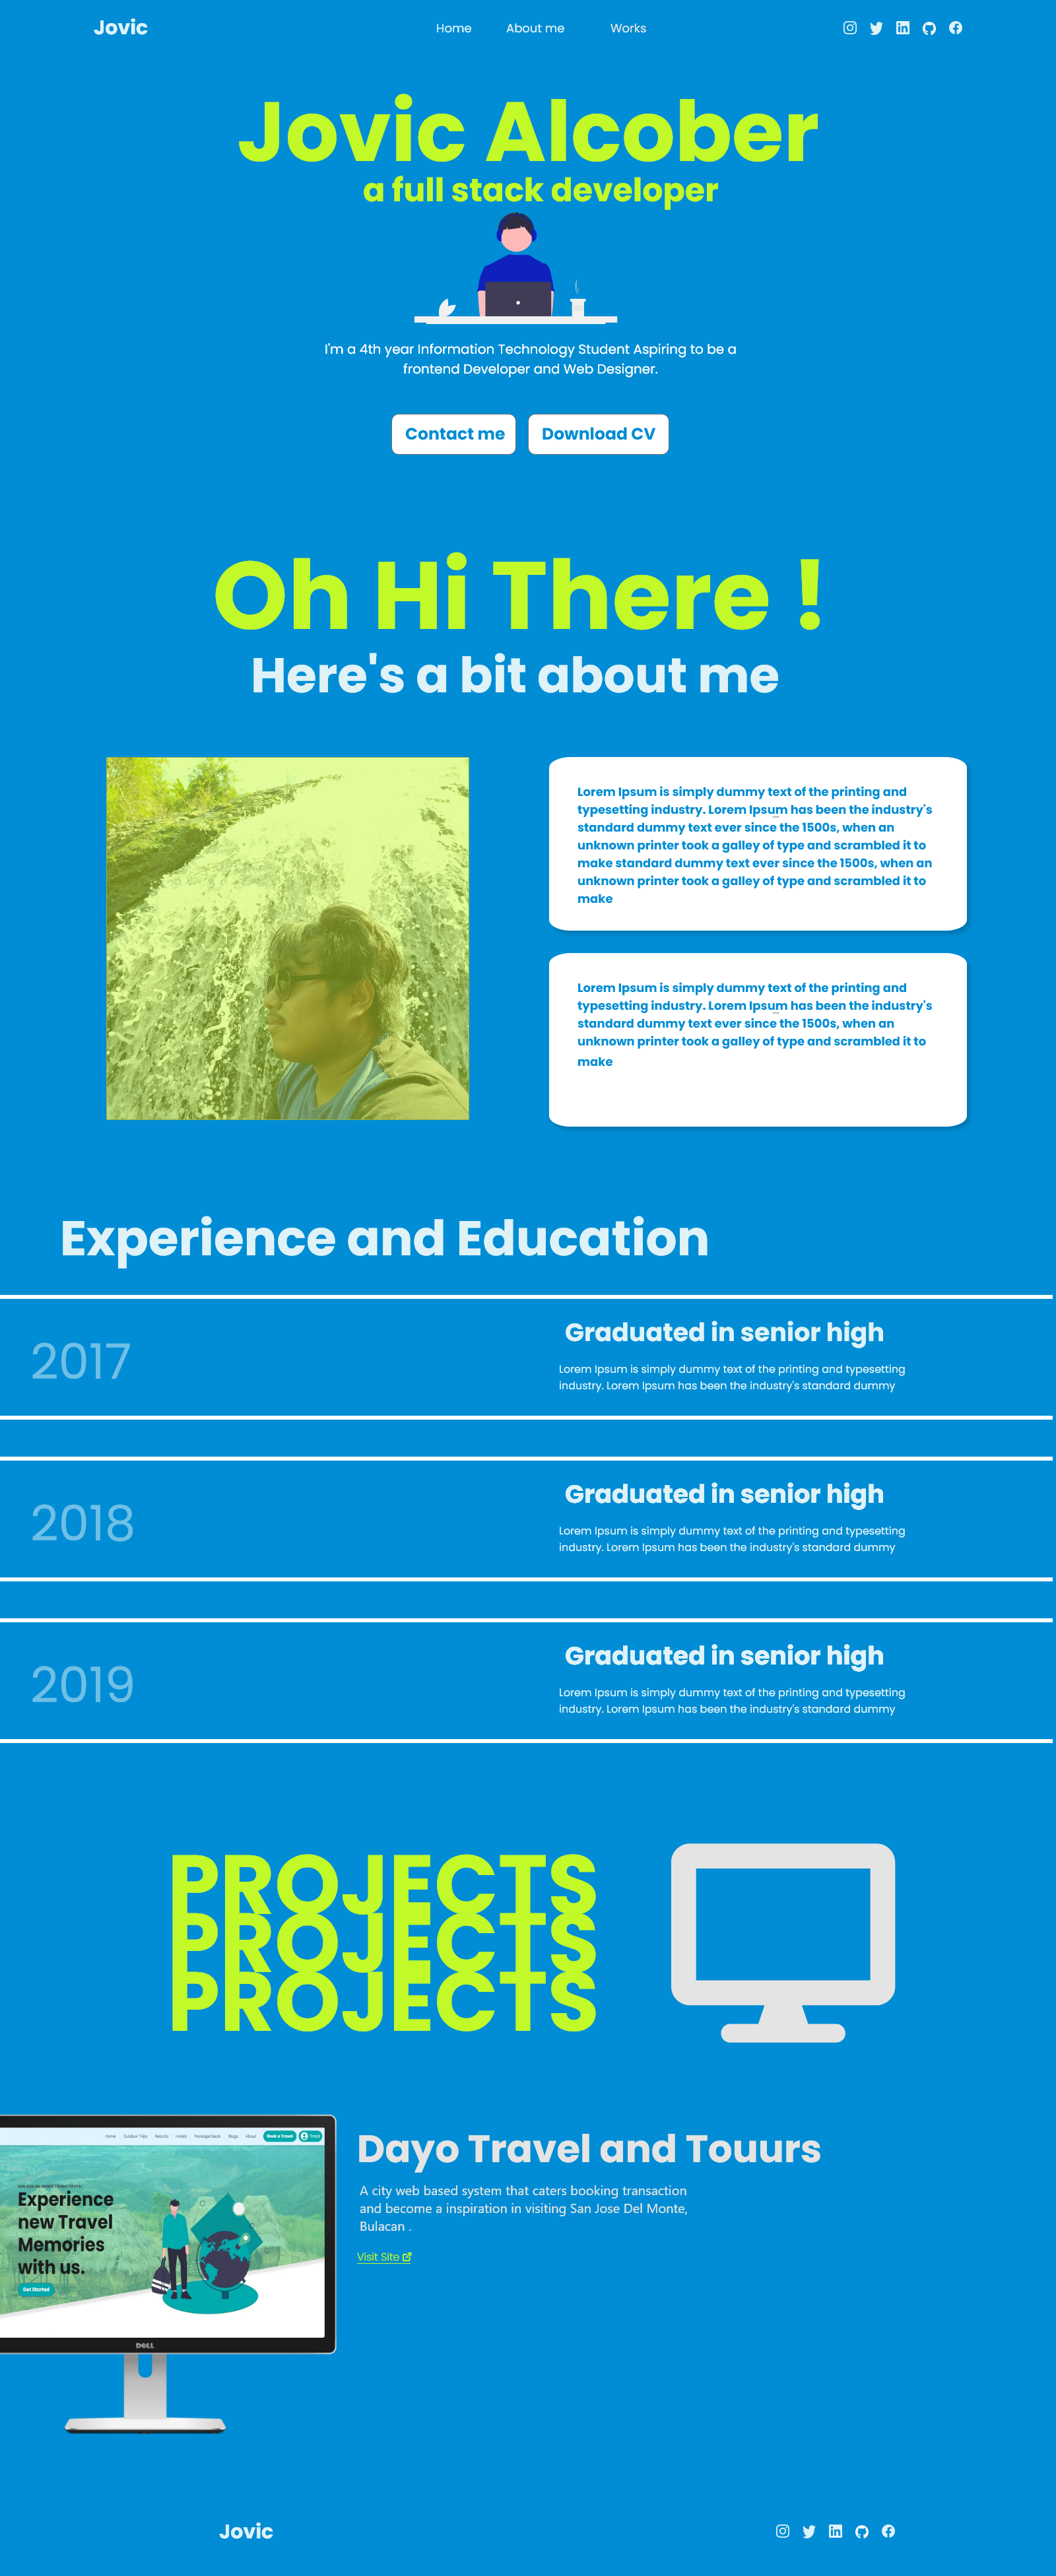 Jovic
Home About me Works
Jovic Alcober
a full stack developer
I'm a 4th year Information Technology Student Aspiring to be a
frontend Developer and Web Designer.
Contact me Download CV
Oh Hi There !
Here's a bit about me
Lorem Ipsum is simply dummy text of the printing and
typesetting industry. Lorem Ipsum has been the industry's
standard dummy text ever since the 1500s, when an
unknown printer took a galley of type and scrambled it to
make standard dummy text ever since the 1500s, when an
unknown printer took a galley of type and scrambled it to
make
Lorem Ipsum is simply dummy text of the printing and
typesetting industry. Lorem Ipsum has been the industry's
standard dummy text ever since the 1500s, when an
unknown printer took a galley of type and scrambled it to
make
Experience and Education
2017
Graduated in senior high
Lorem Ipsum is simply dummy text of the printing and typesetting
industry. Lorem Ipsum has been the industry's standard dummy
2018
Graduated in senior high
Lorem Ipsum is simply dummy text of the printing and typesetting
industry. Lorem Ipsum has been the industry's standard dummy
2019
Graduated in senior high
Lorem Ipsum is simply dummy text of the printing and typesetting
industry. Lorem Ipsum has been the industry's standard dummy
PROJECTS
PROJECTS
PROJECTS
Home Outdoor Trips Resorts hotels Package Deals Blogs About Book a Travel Track
Experience
new Travel
Memories
with us.
Get Started
DELL
Dayo Travel and Touurs
A city web based system that caters booking transaction
and become a inspiration in visiting San Jose Del Monte,
Bulacan .
Visit Site
Jovic